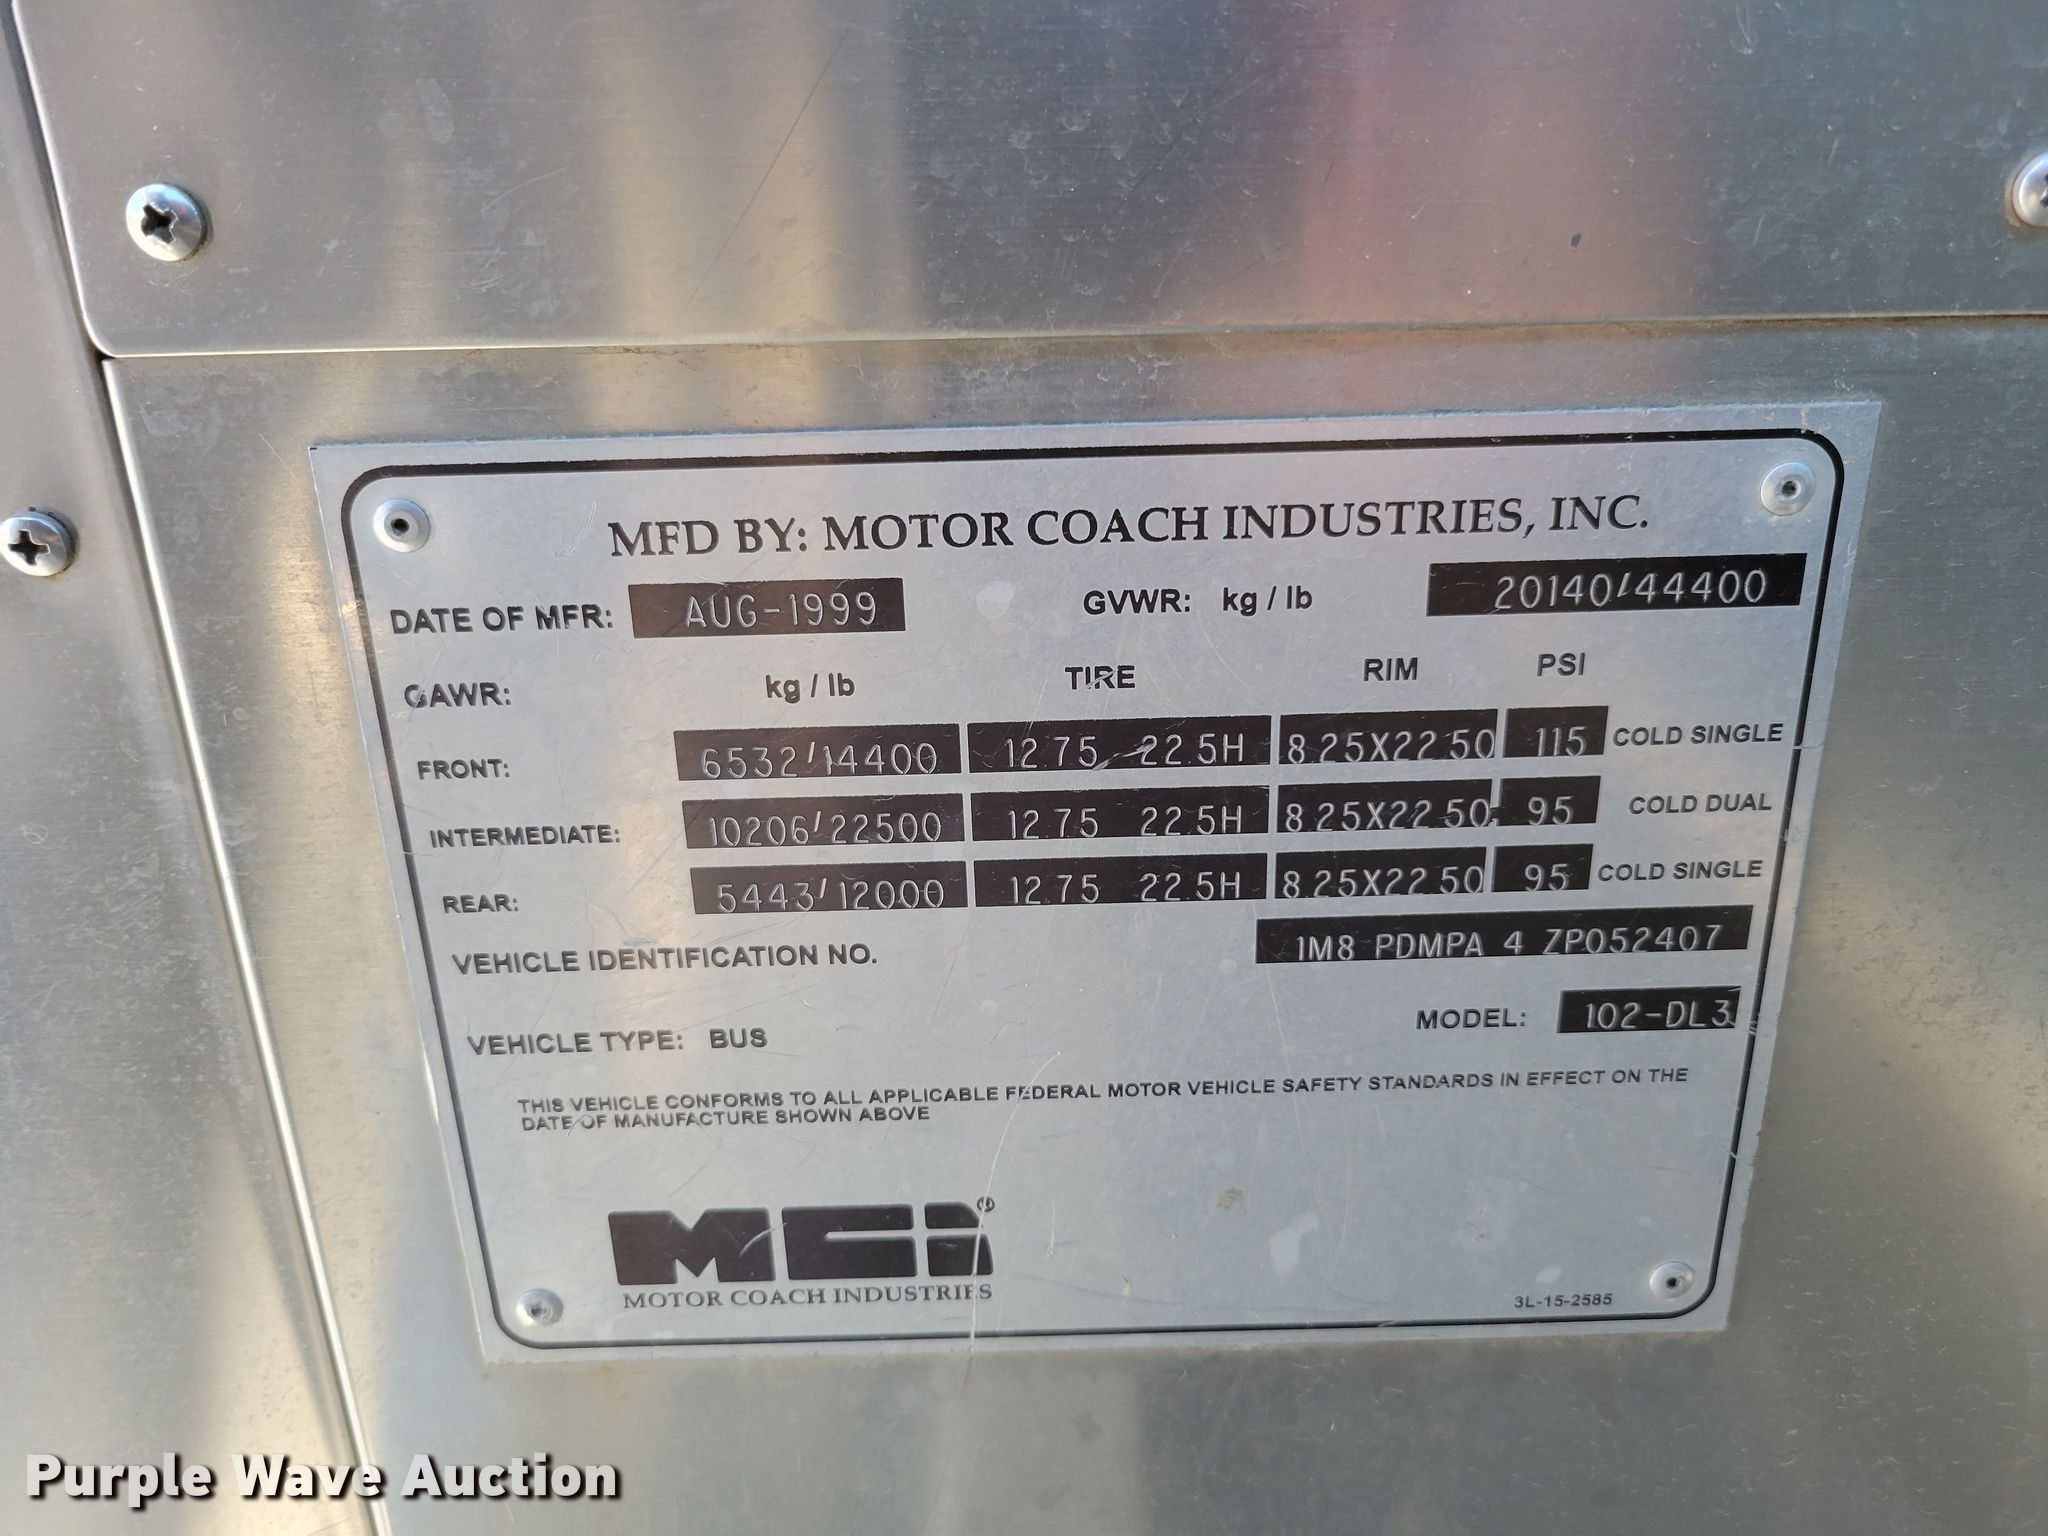 MFD BY: MOTOR COACH INDUSTRIES, INC.
DATE OF MFR: AUG-1999 GVWR: kg / lb 20140/44400
GAWR: kg / lb TIRE RIM PSI
FRONT: 6532/14400 12.75 - 22.5H 8.25X22.50 115 COLD SINGLE
INTERMEDIATE: 10206/22500 12.75 22.5H 8.25X22.50 95 COLD DUAL
REAR: 5443/12000 12.75 22.5H 8.25X22.50 95 COLD SINGLE
VEHICLE IDENTIFICATION NO. 1M8 PDMPA 4 ZP052407
VEHICLE TYPE: BUS MODEL: 102-DL3
THIS VEHICLE CONFORMS TO ALL APPLICABLE FEDERAL MOTOR VEHICLE SAFETY STANDARDS IN EFFECT ON THE
DATE OF MANUFACTURE SHOWN ABOVE
MCI®
MOTOR COACH INDUSTRIES
3L-15-2585
Purple Wave Auction